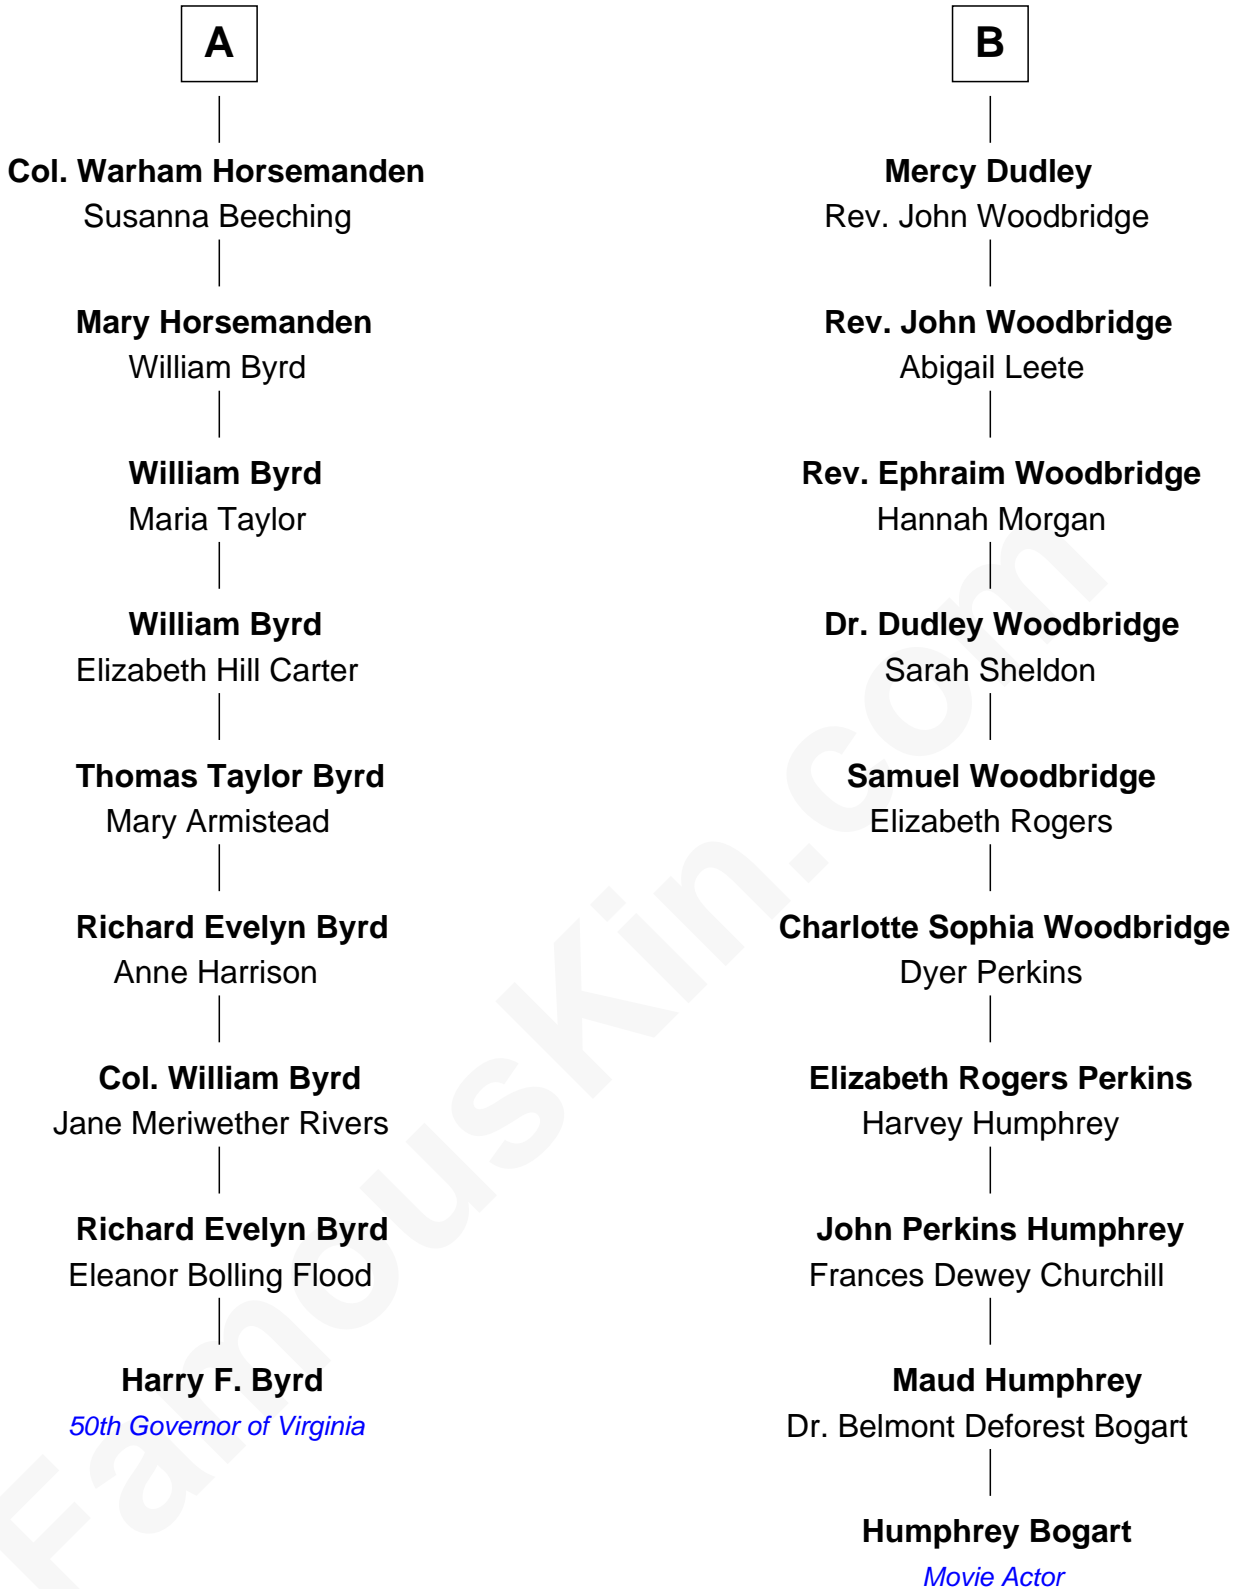 A
Col. Warham Horsemanden
Susanna Beeching
Mary Horsemanden
William Byrd
William Byrd
Maria Taylor
William Byrd
Elizabeth Hill Carter
Thomas Taylor Byrd
Mary Armistead
Richard Evelyn Byrd
Anne Harrison
Col. William Byrd
Jane Meriwether Rivers
Richard Evelyn Byrd
Eleanor Bolling Flood
Harry F. Byrd
50th Governor of Virginia
B
Mercy Dudley
Rev. John Woodbridge
Rev. John Woodbridge
Abigail Leete
Rev. Ephraim Woodbridge
Hannah Morgan
Dr. Dudley Woodbridge
Sarah Sheldon
Samuel Woodbridge
Elizabeth Rogers
Charlotte Sophia Woodbridge
Dyer Perkins
Elizabeth Rogers Perkins
Harvey Humphrey
John Perkins Humphrey
Frances Dewey Churchill
Maud Humphrey
Dr. Belmont Deforest Bogart
Humphrey Bogart
Movie Actor
FamousKin.com